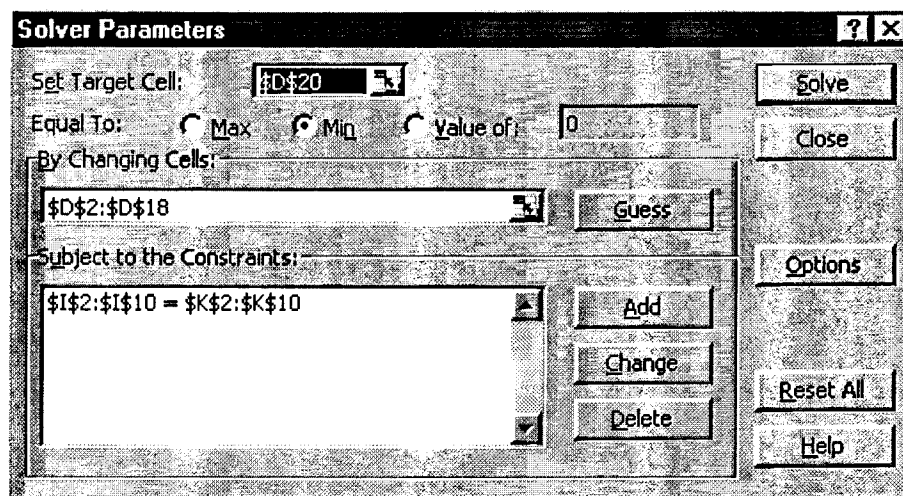 Solver Parameters ? X
Set Target Cell: $D$20 Solve
Equal To: Max Min Value of: 0 Close
By Changing Cells:
$D$2:$D$18 Guess
Subject to the Constraints: Options
$I$2:$I$10 = $K$2:$K$10 Add
Change
Reset All
Delete
Help